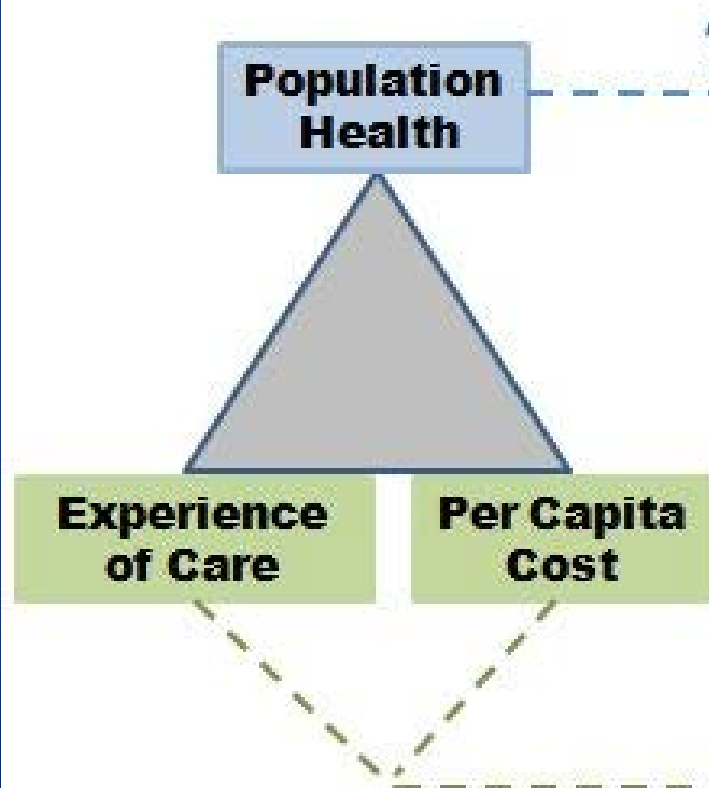 Population
Health
Experience
of Care
Per Capita
Cost